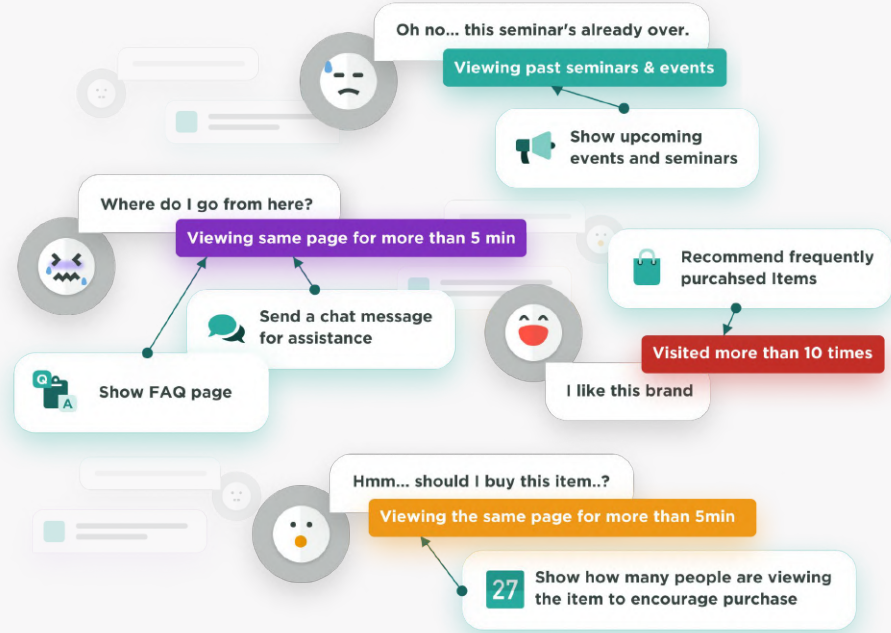 Oh no... this seminar's already over.
Viewing past seminars & events
Show upcoming
events and seminars
Where do I go from here?
Viewing same page for more than 5 min
Send a chat message
for assistance
Q
A
Show FAQ page
Recommend frequently
purcahsed Items
Visited more than 10 times
I like this brand
Hmm... should I buy this item..?
Viewing the same page for more than 5min
27
Show how many people are viewing
the item to encourage purchase